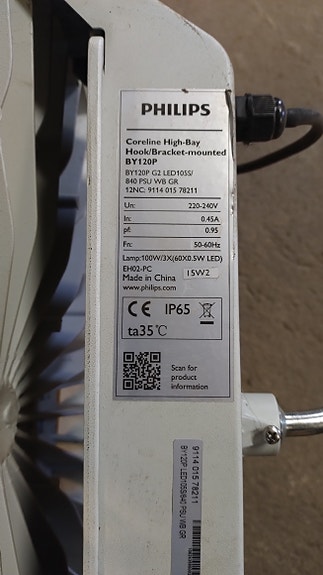 PHILIPS
Coreline High-Bay
Hook/Bracket-mounted
BY120P
BY120P G2 LED105S/
840 PSU WB GR
12NC: 9114 015 78211
Un: 220-240V
In: 0.45A
pf: 0.95
Fn: 50-60Hz
Lamp:100W/3X(60X0.5W LED)
EH02-PC
Made in China 15W2
www.philips.com
CE IP65
ta35℃
Scan for
product
information
9114 015 78211
BY120P LED105S/840 PSU WB GR